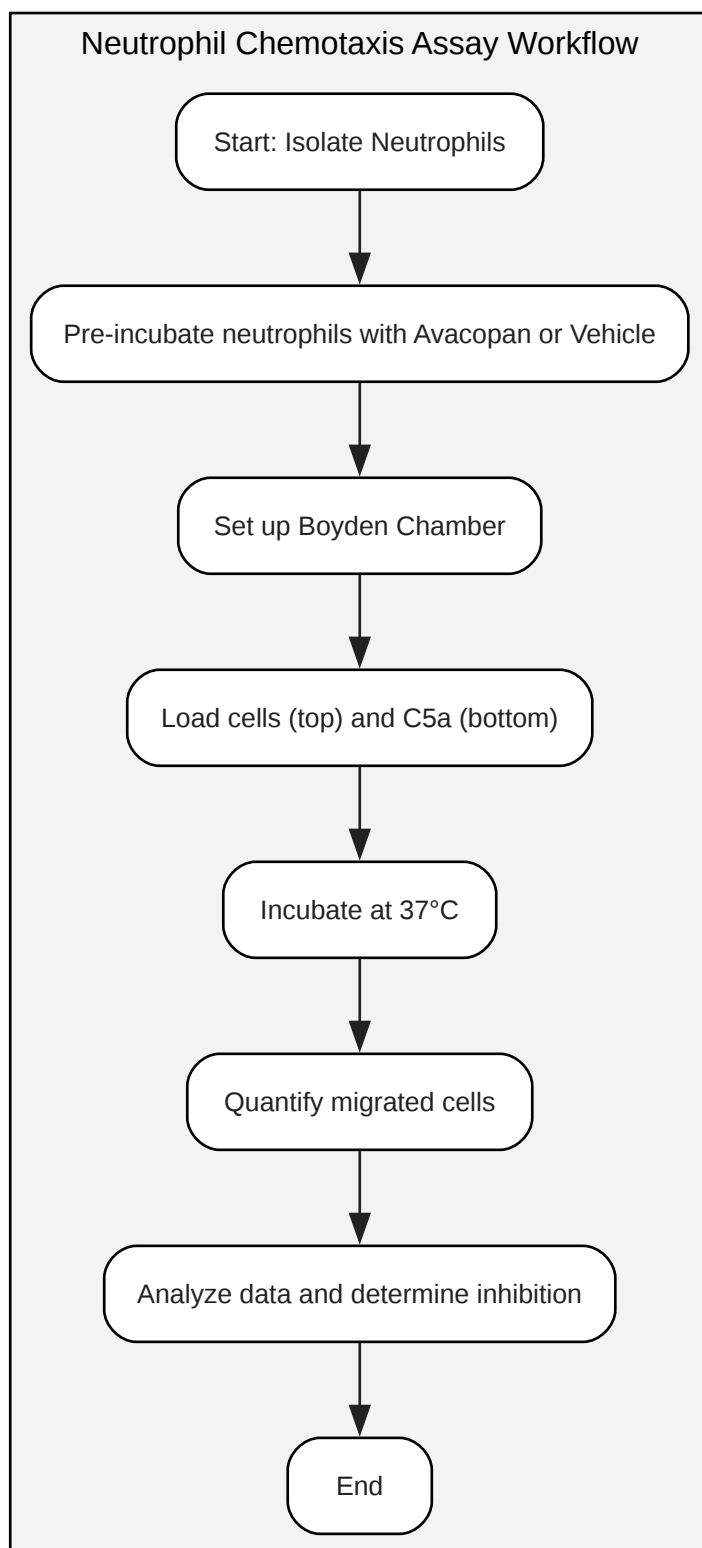 Neutrophil Chemotaxis Assay Workflow
Start: Isolate Neutrophils
Pre-incubate neutrophils with Avacopan or Vehicle
Set up Boyden Chamber
Load cells (top) and C5a (bottom)
Incubate at 37°C
Quantify migrated cells
Analyze data and determine inhibition
End